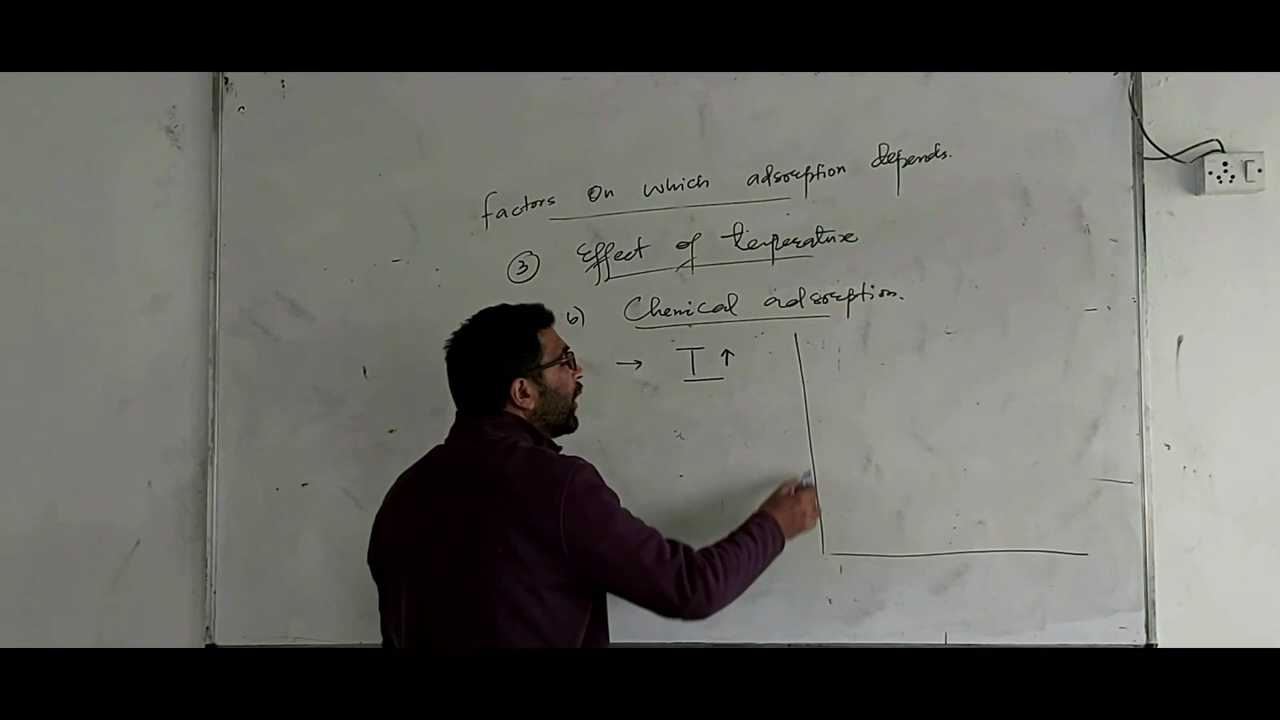 factors On which adsorption depends.
③ Effect of temperature
b) Chemical adsorption.
→ T ↑